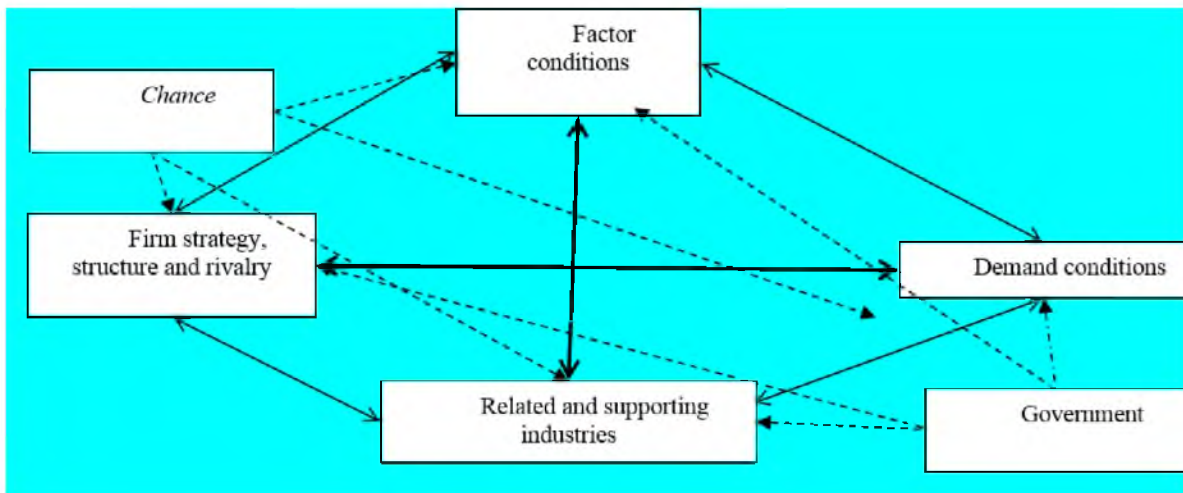 Factor
conditions
Chance
Firm strategy,
structure and rivalry
Demand conditions
Related and supporting
industries
Government